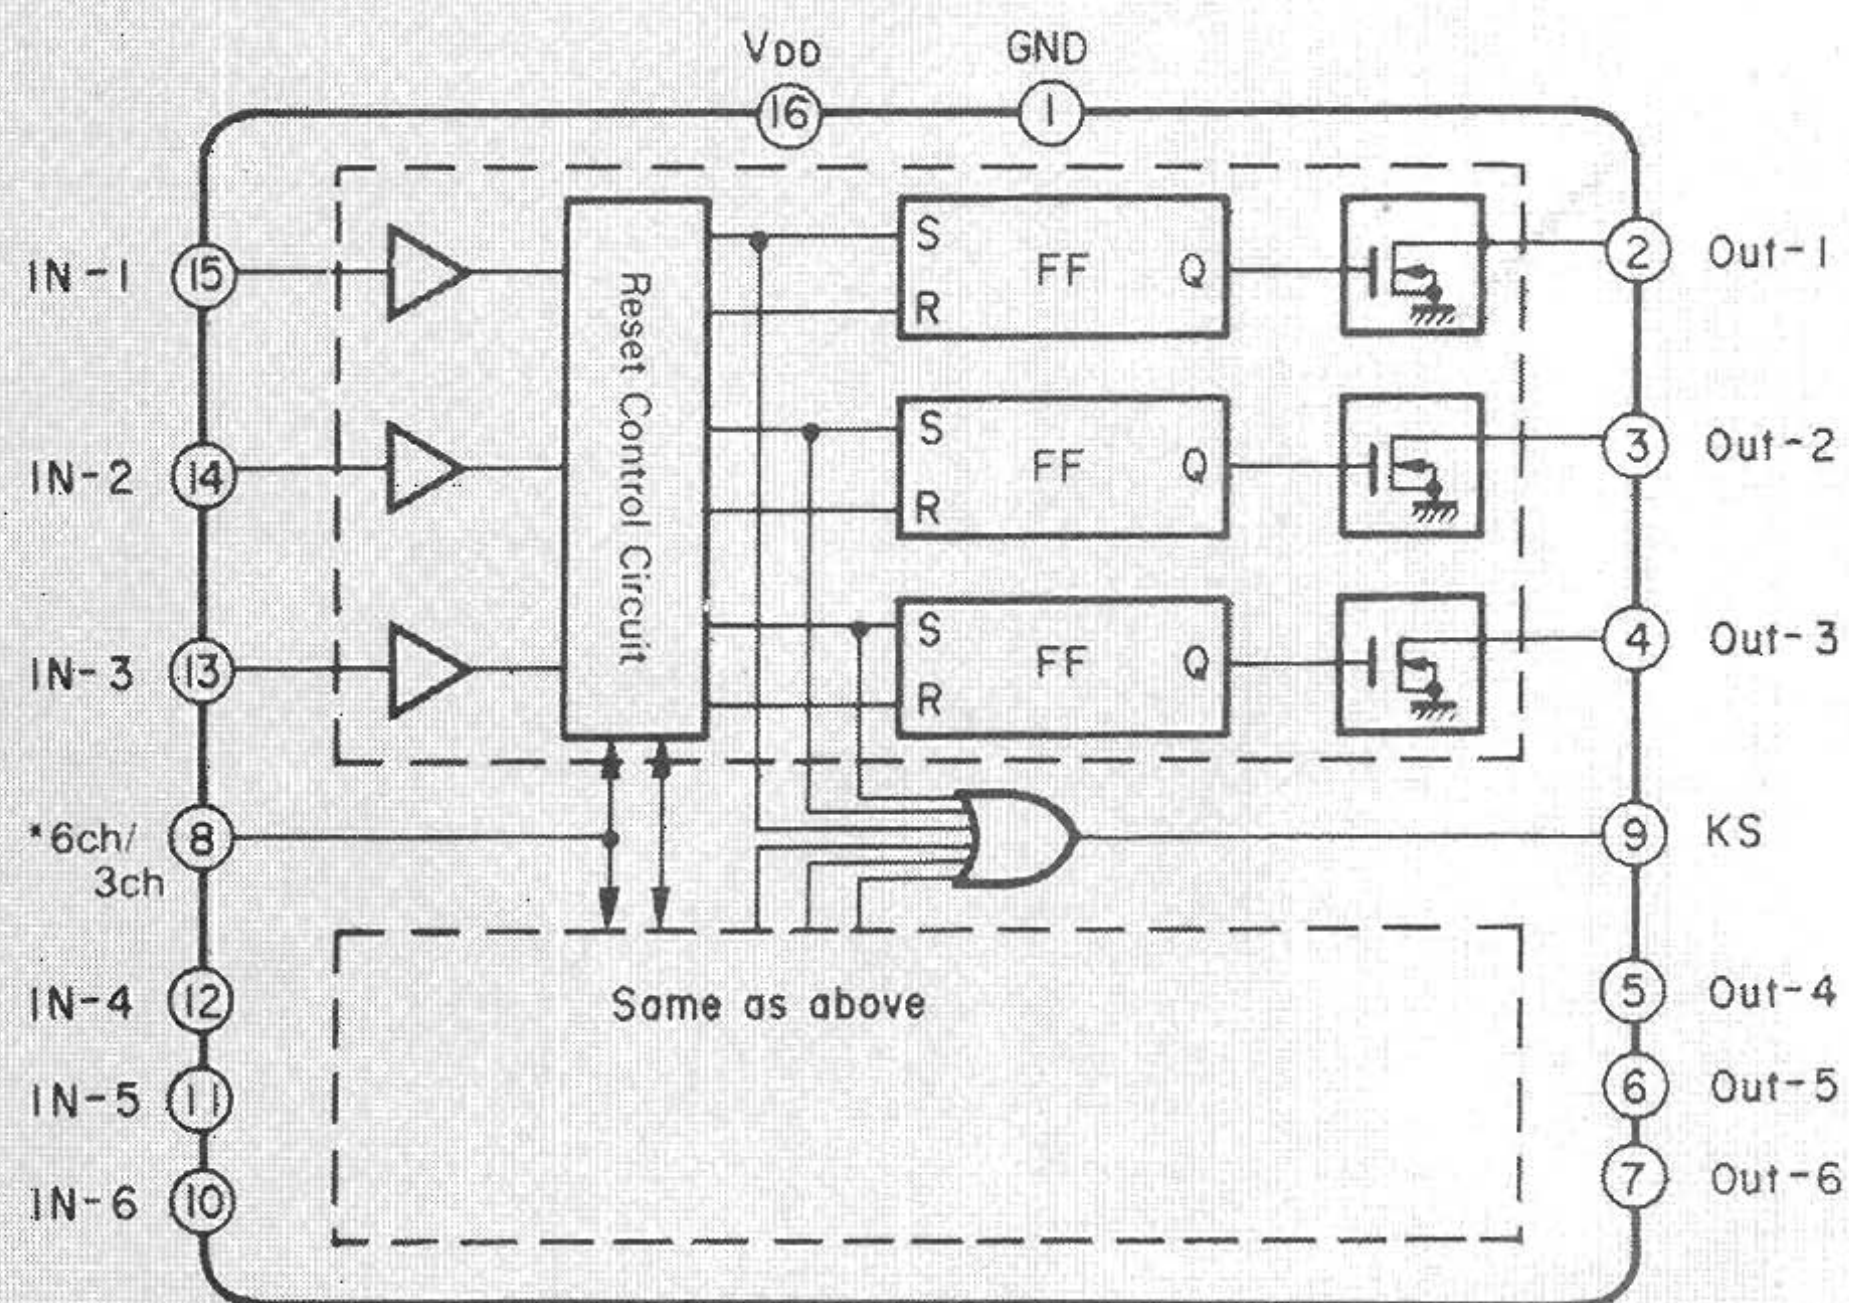 VDD GND
16 1
IN-1 15
S
FF
Q
R
2 Out-1
Reset Control Circuit
IN-2 14
S
FF
Q
R
3 Out-2
IN-3 13
S
FF
Q
R
4 Out-3
*6ch/
3ch
8
9 KS
Same as above
IN-4 12
5 Out-4
IN-5 11
6 Out-5
IN-6 10
7 Out-6